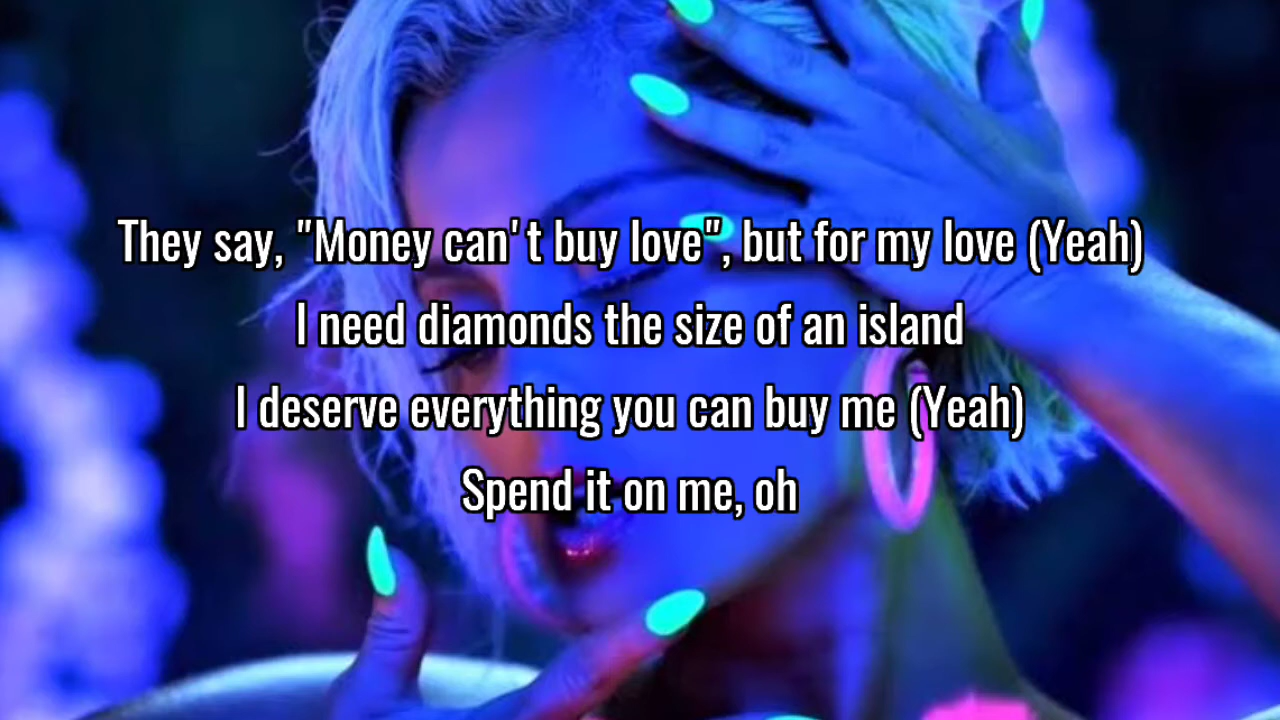 They say, "Money can't buy love", but for my love (Yeah)
I need diamonds the size of an island
I deserve everything you can buy me (Yeah)
Spend it on me, oh